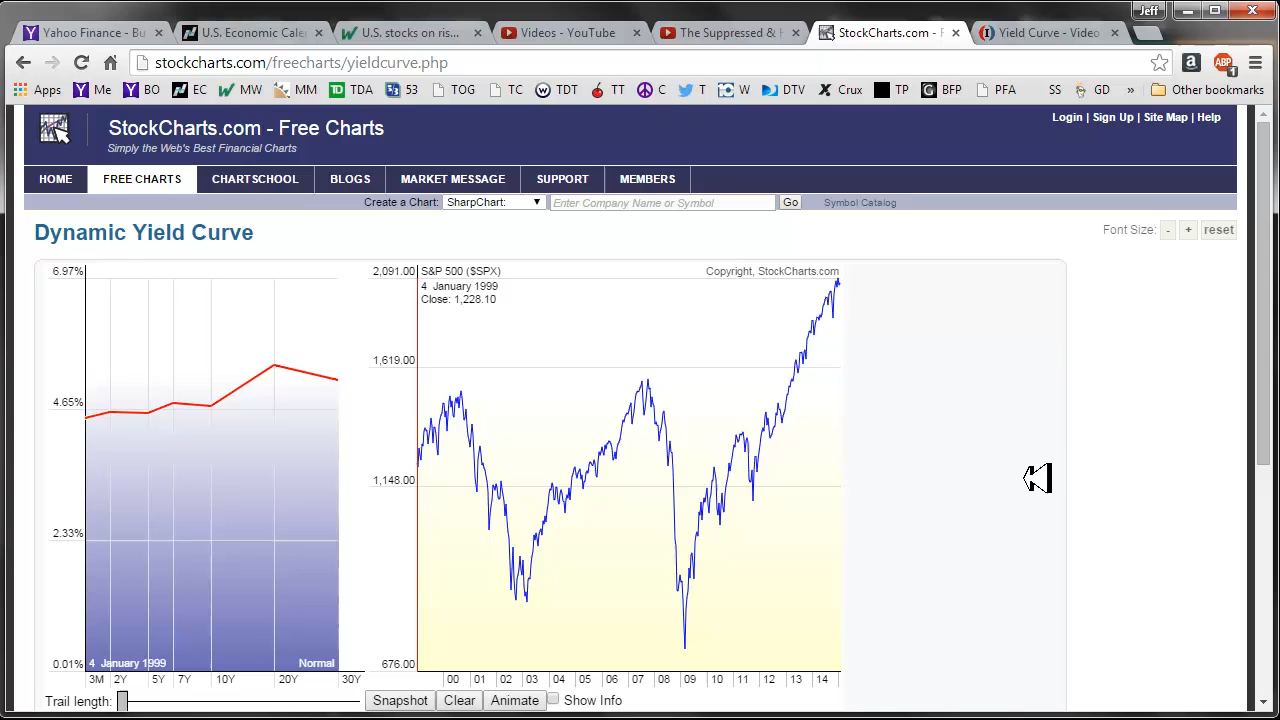 Jeff
Yahoo Finance - Bu
U.S. Economic Cale
U.S. stocks on ris...
Videos - YouTube
The Suppressed & H
StockCharts.com - F
Yield Curve - Video
stockcharts.com/freecharts/yieldcurve.php
Apps Me BO EC MW MM TDA 53 TOG TC TDT TT C T W DTV Crux TP BFP PFA SS GD » Other bookmarks
StockCharts.com - Free Charts
Simply the Web's Best Financial Charts
Login | Sign Up | Site Map | Help
HOME FREE CHARTS CHARTSCHOOL BLOGS MARKET MESSAGE SUPPORT MEMBERS
Create a Chart: SharpChart: Enter Company Name or Symbol Go Symbol Catalog
Dynamic Yield Curve
Font Size: - + reset
6.97%
4.65%
2.33%
0.01%
4 January 1999 Normal
3M 2Y 5Y 7Y 10Y 20Y 30Y
2,091.00
1,619.00
1,148.00
676.00
S&P 500 ($SPX)
4 January 1999
Close: 1,228.10
Copyright, StockCharts.com
00 01 02 03 04 05 06 07 08 09 10 11 12 13 14
Trail length: Snapshot Clear Animate Show Info